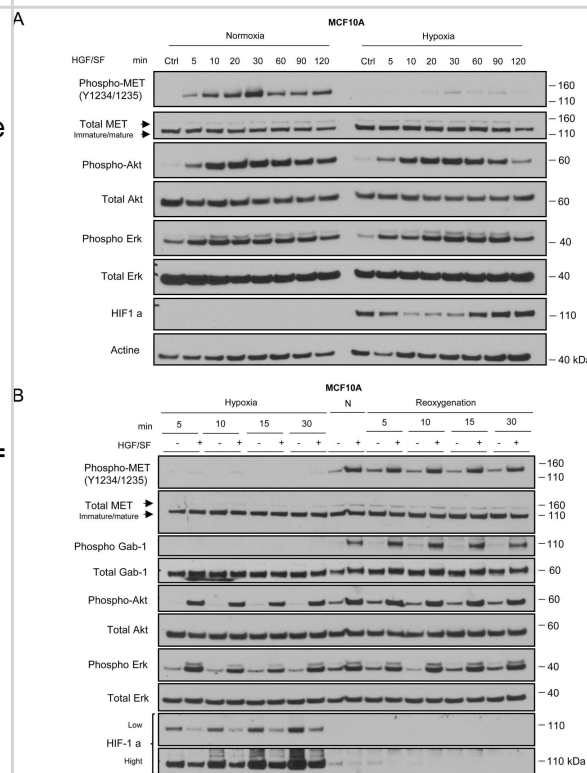 A
MCF10A
Normoxia Hypoxia
HGF/SF min Ctrl 5 10 20 30 60 90 120 Ctrl 5 10 20 30 60 90 120
Phospho-MET
(Y1234/1235)
160
110
Total MET
Immature/mature
160
110
Phospho-Akt
60
Total Akt
60
Phospho Erk
40
Total Erk
40
HIF1 a
110
Actine
40 kDa
B
MCF10A
Hypoxia N Reoxygenation
min 5 10 15 30 5 10 15 30
HGF/SF - + - + - + - + - + - + - + - + - +
Phospho-MET
(Y1234/1235)
160
110
Total MET
Immature/mature
160
110
Phospho Gab-1
110
Total Gab-1
60
Phospho-Akt
60
Total Akt
60
Phospho Erk
40
Total Erk
40
HIF-1 a
Low
110
Hight
110 kDa